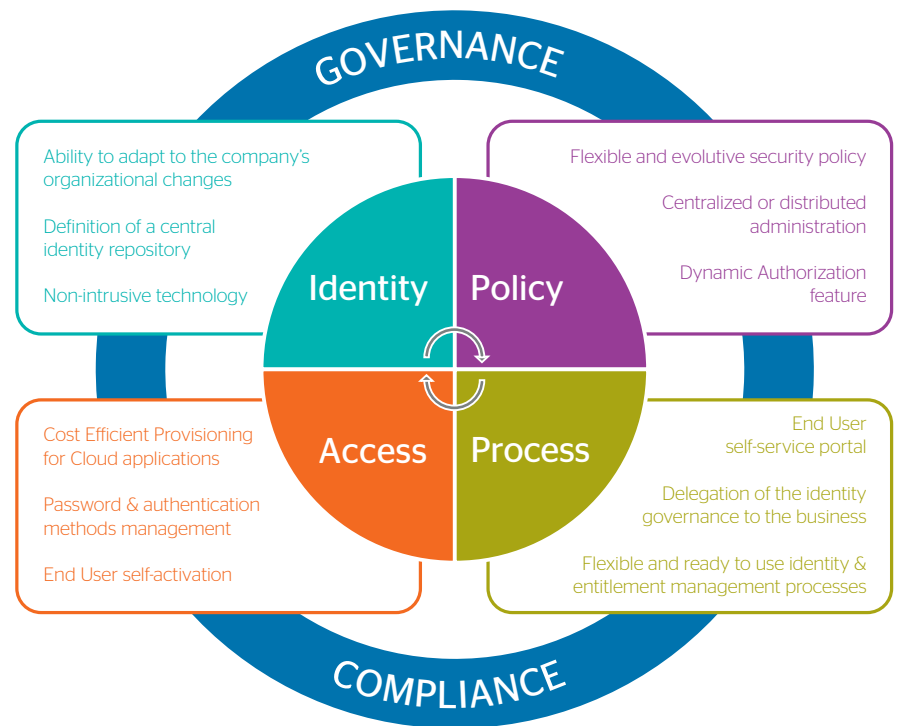 GOVERNANCE
Ability to adapt to the company's
organizational changes
Definition of a central
identity repository
Non-intrusive technology
Flexible and evolutive security policy
Centralized or distributed
administration
Dynamic Authorization
feature
Identity
Policy
Access
Process
Cost Efficient Provisioning
for Cloud applications
Password & authentication
methods management
End User self-activation
End User
self-service portal
Delegation of the identity
governance to the business
Flexible and ready to use identity &
entitlement management processes
COMPLIANCE